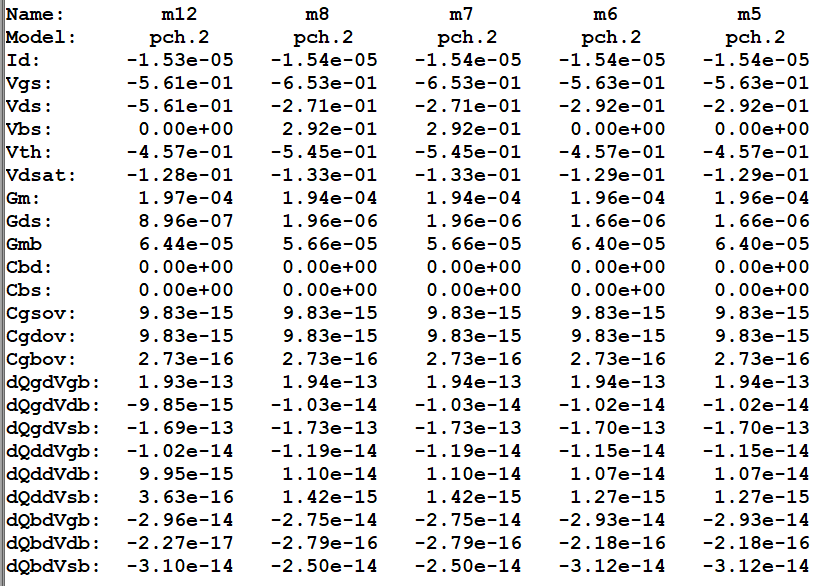 Name: m12 m8 m7 m6 m5
Model: pch.2 pch.2 pch.2 pch.2 pch.2
Id: -1.53e-05 -1.54e-05 -1.54e-05 -1.54e-05 -1.54e-05
Vgs: -5.61e-01 -6.53e-01 -6.53e-01 -5.63e-01 -5.63e-01
Vds: -5.61e-01 -2.71e-01 -2.71e-01 -2.92e-01 -2.92e-01
Vbs: 0.00e+00 2.92e-01 2.92e-01 0.00e+00 0.00e+00
Vth: -4.57e-01 -5.45e-01 -5.45e-01 -4.57e-01 -4.57e-01
Vdsat: -1.28e-01 -1.33e-01 -1.33e-01 -1.29e-01 -1.29e-01
Gm: 1.97e-04 1.94e-04 1.94e-04 1.96e-04 1.96e-04
Gds: 8.96e-07 1.96e-06 1.96e-06 1.66e-06 1.66e-06
Gmb 6.44e-05 5.66e-05 5.66e-05 6.40e-05 6.40e-05
Cbd: 0.00e+00 0.00e+00 0.00e+00 0.00e+00 0.00e+00
Cbs: 0.00e+00 0.00e+00 0.00e+00 0.00e+00 0.00e+00
Cgsov: 9.83e-15 9.83e-15 9.83e-15 9.83e-15 9.83e-15
Cgdov: 9.83e-15 9.83e-15 9.83e-15 9.83e-15 9.83e-15
Cgbov: 2.73e-16 2.73e-16 2.73e-16 2.73e-16 2.73e-16
dQgdVgb: 1.93e-13 1.94e-13 1.94e-13 1.94e-13 1.94e-13
dQgdVdb: -9.85e-15 -1.03e-14 -1.03e-14 -1.02e-14 -1.02e-14
dQgdVsb: -1.69e-13 -1.73e-13 -1.73e-13 -1.70e-13 -1.70e-13
dQddVgb: -1.02e-14 -1.19e-14 -1.19e-14 -1.15e-14 -1.15e-14
dQddVdb: 9.95e-15 1.10e-14 1.10e-14 1.07e-14 1.07e-14
dQddVsb: 3.63e-16 1.42e-15 1.42e-15 1.27e-15 1.27e-15
dQbdVgb: -2.96e-14 -2.75e-14 -2.75e-14 -2.93e-14 -2.93e-14
dQbdVdb: -2.27e-17 -2.79e-16 -2.79e-16 -2.18e-16 -2.18e-16
dQbdVsb: -3.10e-14 -2.50e-14 -2.50e-14 -3.12e-14 -3.12e-14